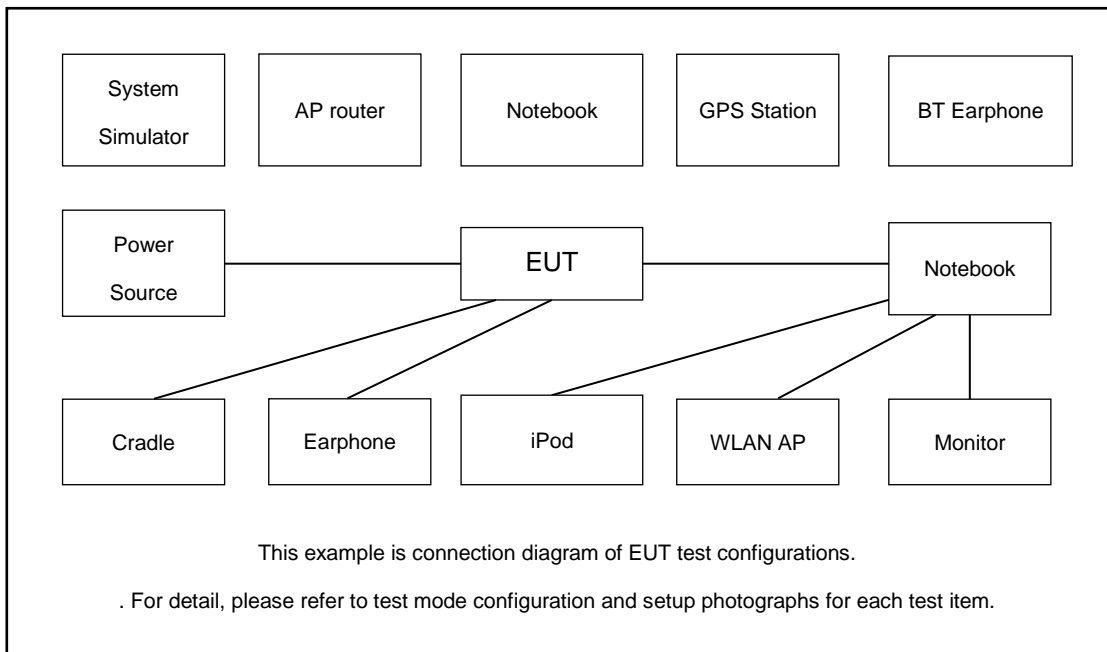 System
Simulator
AP router
Notebook
GPS Station
BT Earphone
Power
Source
EUT
Notebook
Cradle
Earphone
iPod
WLAN AP
Monitor
This example is connection diagram of EUT test configurations.
. For detail, please refer to test mode configuration and setup photographs for each test item.